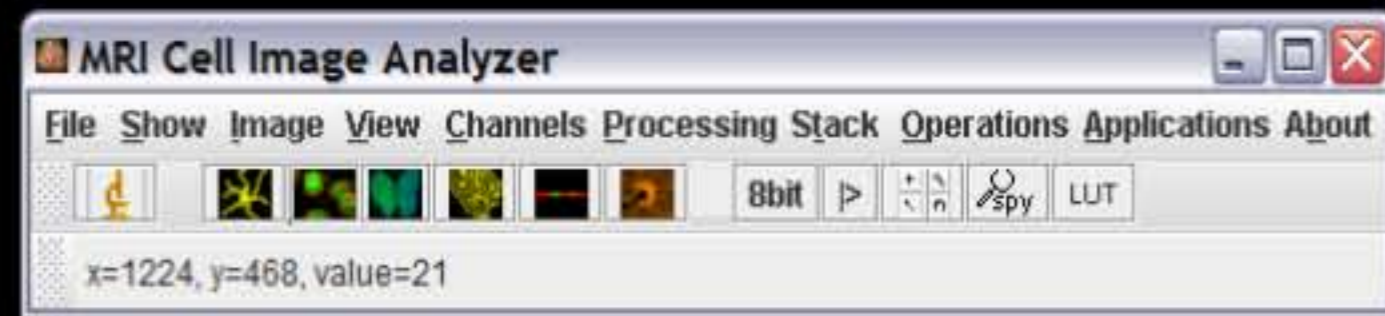 MRI Cell Image Analyzer
File Show Image View Channels Processing Stack Operations Applications About
8bit |> + \ ∩ spy LUT
x=1224, y=468, value=21